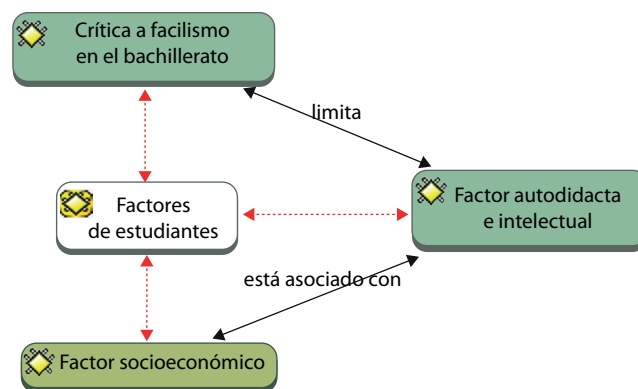 Crítica a facilismo
en el bachillerato
limita
Factores
de estudiantes
Factor autodidacta
e intelectual
está asociado con
Factor socioeconómico